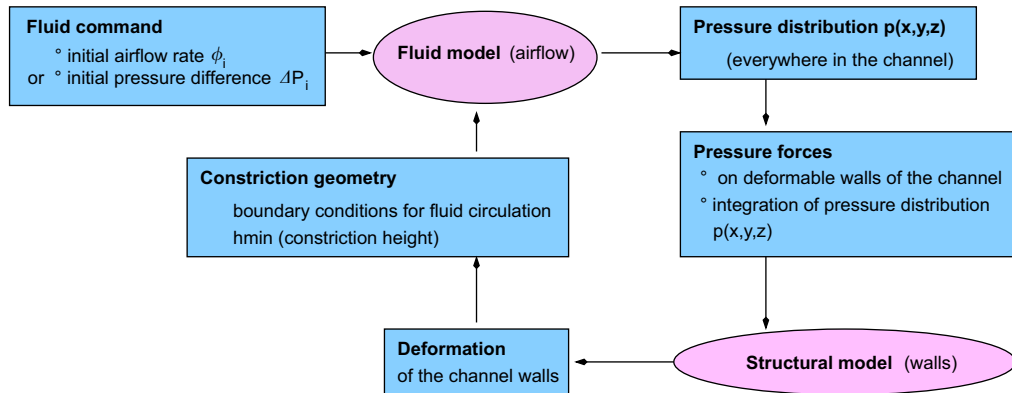 Fluid command
° initial airflow rate ϕi
or ° initial pressure difference ΔPi
Fluid model (airflow)
Pressure distribution p(x,y,z)
(everywhere in the channel)
Pressure forces
° on deformable walls of the channel
° integration of pressure distribution
p(x,y,z)
Constriction geometry
boundary conditions for fluid circulation
hmin (constriction height)
Deformation
of the channel walls
Structural model (walls)